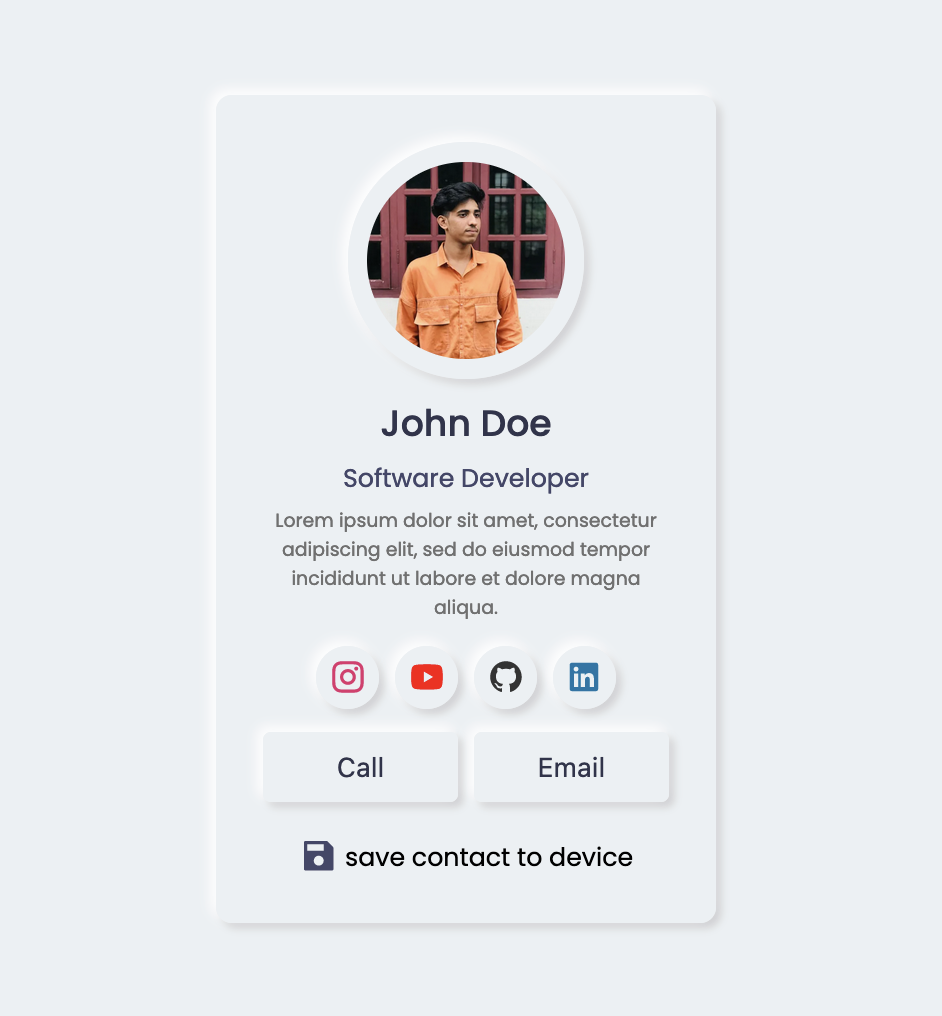 John Doe
Software Developer
Lorem ipsum dolor sit amet, consectetur
adipiscing elit, sed do eiusmod tempor
incididunt ut labore et dolore magna
aliqua.
in
Call
Email
save contact to device